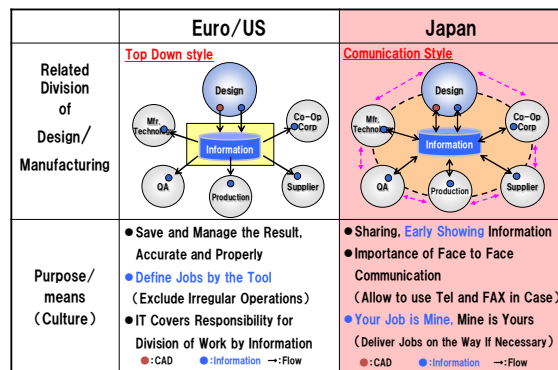 Euro/US
Japan
Related
Division
of
Design/
Manufacturing
Top Down style
Design
Mfr.
Technology
Co-Op
Corp
Information
QA
Production
Supplier
Comunication Style
Design
Mfr.
Technology
Co-Op
Corp
Information
QA
Production
Supplier
Purpose/
means
(Culture)
●Save and Manage the Result,
Accurate and Properly
●Define Jobs by the Tool
(Exclude Irregular Operations)
●IT Covers Responsibility for
Division of Work by Information
●:CAD ●:Information →:Flow
●Sharing, Early Showing Information
●Importance of Face to Face
Communication
(Allow to use Tel and FAX in Case)
●Your Job is Mine, Mine is Yours
(Deliver Jobs on the Way If Necessary)
●:CAD ●:Information →:Flow